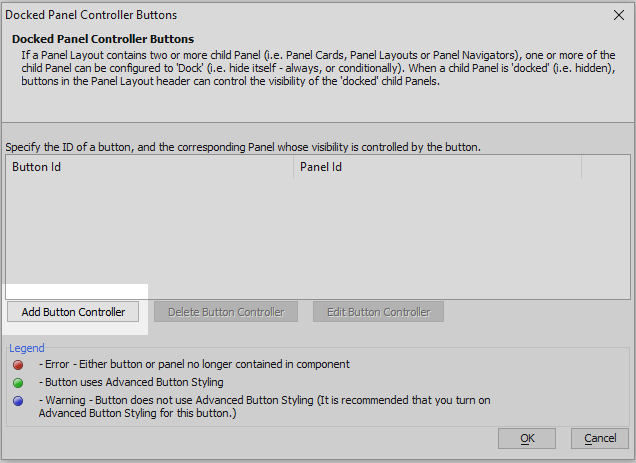 Docked Panel Controller Buttons
Docked Panel Controller Buttons
If a Panel Layout contains two or more child Panel (i.e. Panel Cards, Panel Layouts or Panel Navigators), one or more of the
child Panel can be configured to 'Dock' (i.e. hide itself - always, or conditionally). When a child Panel is 'docked' (i.e. hidden),
buttons in the Panel Layout header can control the visibility of the 'docked' child Panels.
Specify the ID of a button, and the corresponding Panel whose visibility is controlled by the button.
Button Id Panel Id
Add Button Controller Delete Button Controller Edit Button Controller
Legend
- Error - Either button or panel no longer contained in component
- Button uses Advanced Button Styling
- Warning - Button does not use Advanced Button Styling (It is recommended that you turn on
Advanced Button Styling for this button.)
OK Cancel